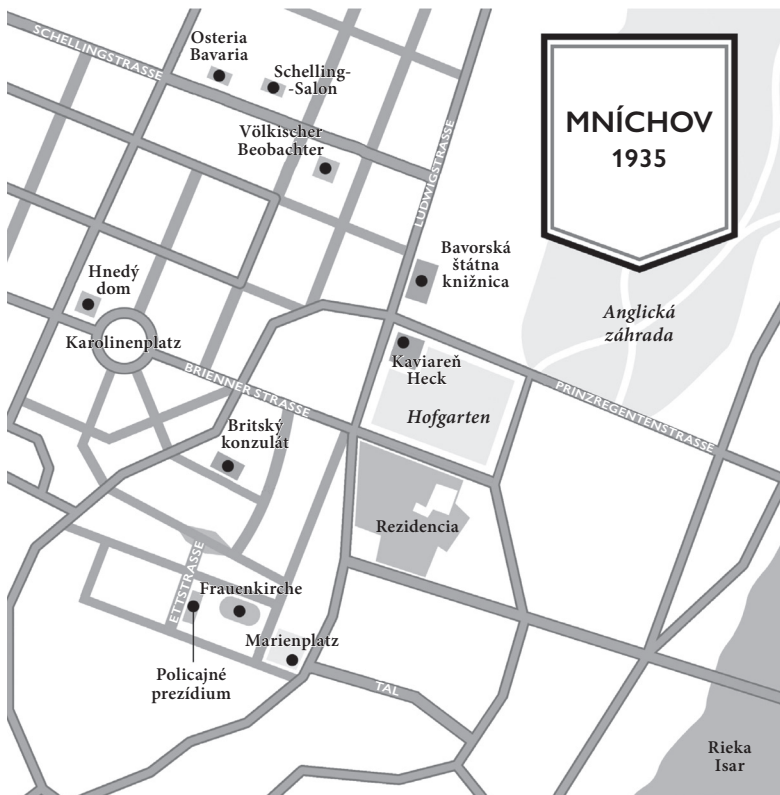 SCHELLINGSTRASSE
Osteria
Bavaria
Schelling-
-Salon
Völkischer
Beobachter
LUDWIGSTRASSE
MNÍCHOV
1935
Bavorská
štátna
knižnica
Hnedý
dom
Anglická
záhrada
Karolinenplatz
Kaviareň
Heck
BRIENNER STRASSE
PRINZREGENTENSTRASSE
Hofgarten
Britský
konzulát
Rezidencia
ETTSTRASSE
Frauenkirche
Marienplatz
Policajné
prezídium
TAL
Rieka
Isar